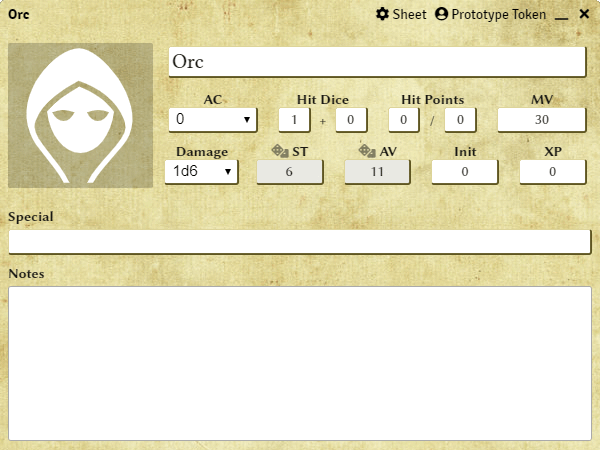 Orc Sheet Prototype Token
Orc
AC Hit Dice Hit Points MV
0 1 + 0 0 / 0 30
Damage ST AV Init XP
1d6 6 11 0 0
Special
Notes